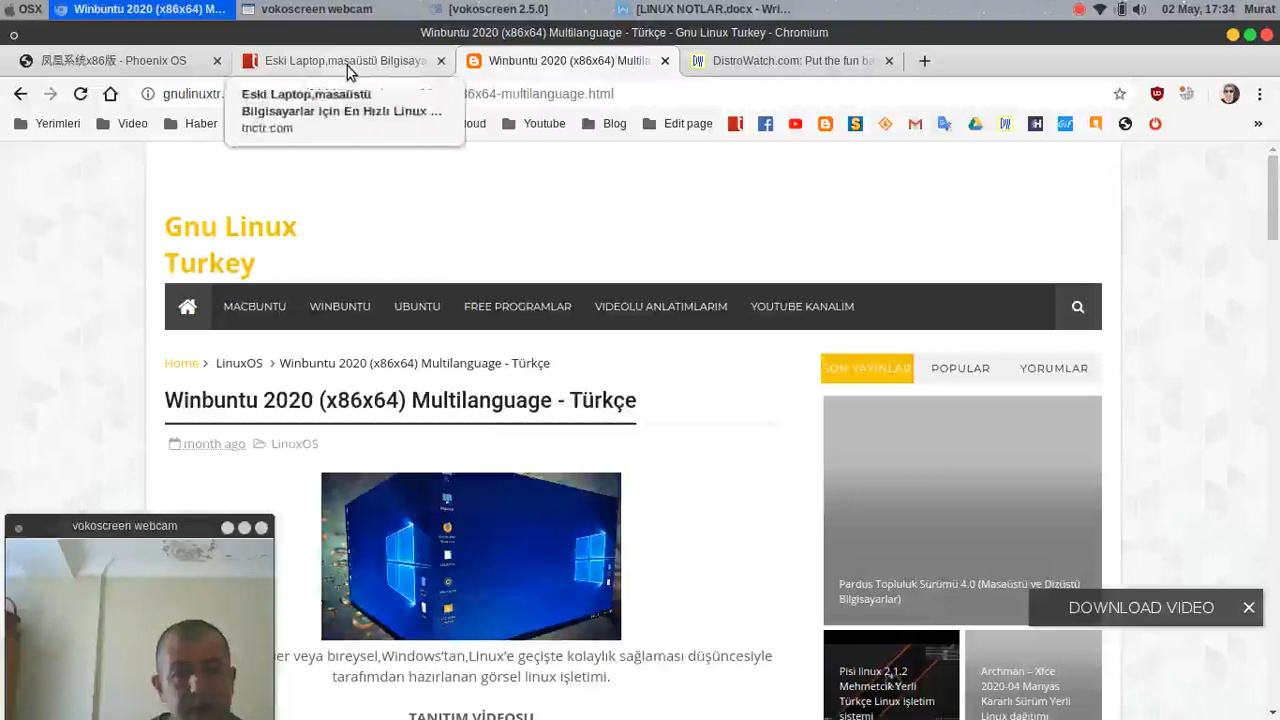 OSX
Winbuntu 2020 (x86x64) M...
vokoscreen webcam
[vokoscreen 2.5.0]
[LINUX NOTLAR.docx - Wri...
02 May, 17:34
Murat
Winbuntu 2020 (x86x64) Multilanguage - Türkçe - Gnu Linux Turkey - Chromium
凤凰系统x86版 - Phoenix OS
Eski Laptop,masaüstü Bilgisaya
Winbuntu 2020 (x86x64) Multila
DistroWatch.com: Put the fun ba
gnulinuxtr.
x86x64-multilanguage.html
Eski Laptop,masaüstü
Bilgisayarlar için En Hızlı Linux ...
Yerimleri
Video
Haber
loud
Youtube
Blog
Edit page
Gnu Linux
Turkey
MACBUNTU
WINBUNTU
UBUNTU
FREE PROGRAMLAR
VIDEOLU ANLATIMLARIM
YOUTUBE KANALIM
Home
LinuxOS
Winbuntu 2020 (x86x64) Multilanguage - Türkçe
Winbuntu 2020 (x86x64) Multilanguage - Türkçe
month ago
LinuxOS
SON YAYINLAR
POPULAR
YORUMLAR
Pardus Topluluk Sürümü 4.0 (Masaüstü ve Dizüstü
Bilgisayarlar)
DOWNLOAD VIDEO
vokoscreen webcam
er veya bireysel,Windows'tan,Linux'e geçişte kolaylık sağlaması düşüncesiyle
tarafımdan hazırlanan görsel linux işletimi.
TANITIM VİDEOSU
Pisi linux 2.1.2
Mehmetcik Yerli
Türkçe Linux işletim
sistemi
Archman – Xfce
2020-04 Manyas
Kararlı Sürüm Yerli
Linux dağıtımı